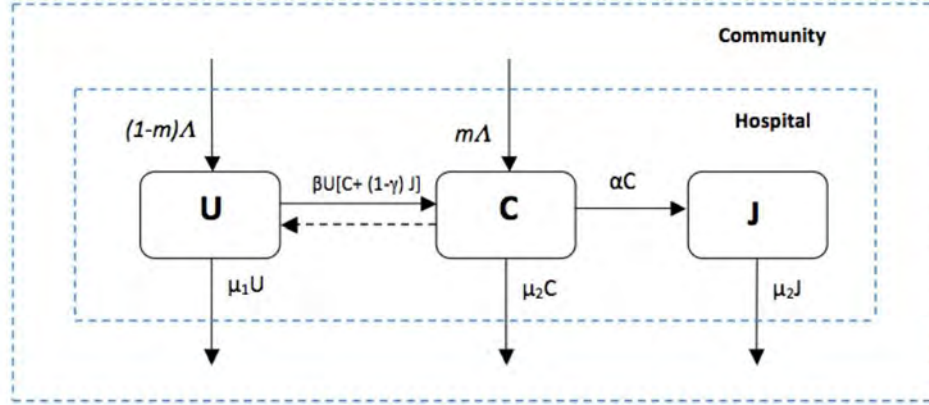 Community
Hospital
(1-m)Λ
mΛ
βU[C+ (1-γ) J]
αC
U
C
J
μ₁U
μ₂C
μ₂J